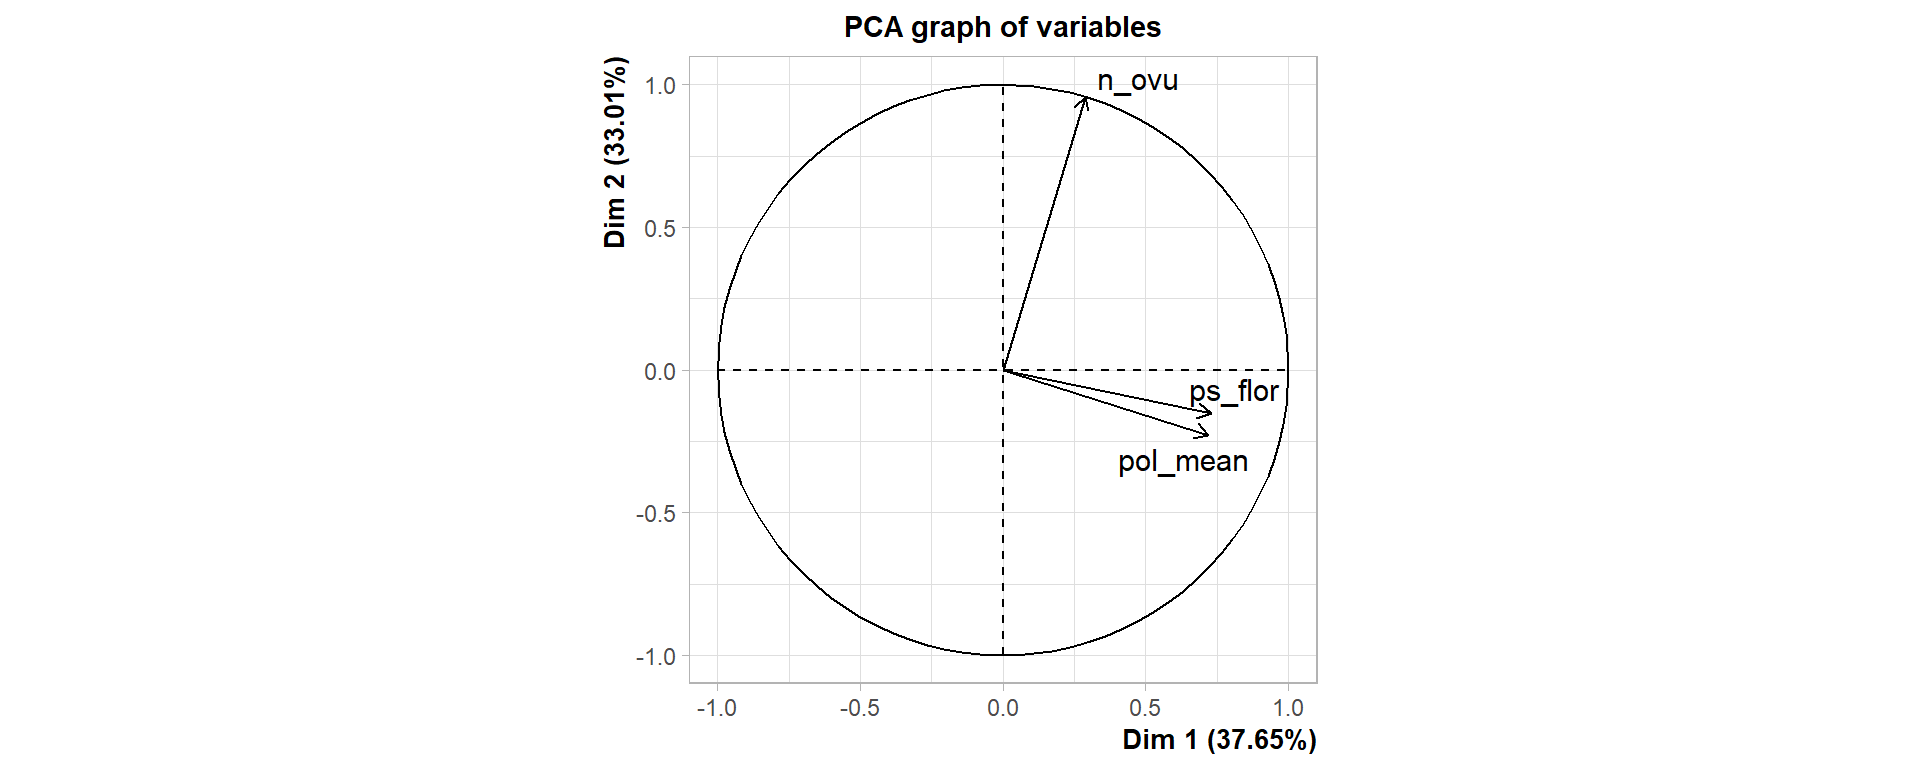 PCA graph of variables
Dim 2 (33.01%)
1.0
0.5
0.0
-0.5
-1.0
n_ovu
ps_flor
pol_mean
-1.0 -0.5 0.0 0.5 1.0
Dim 1 (37.65%)